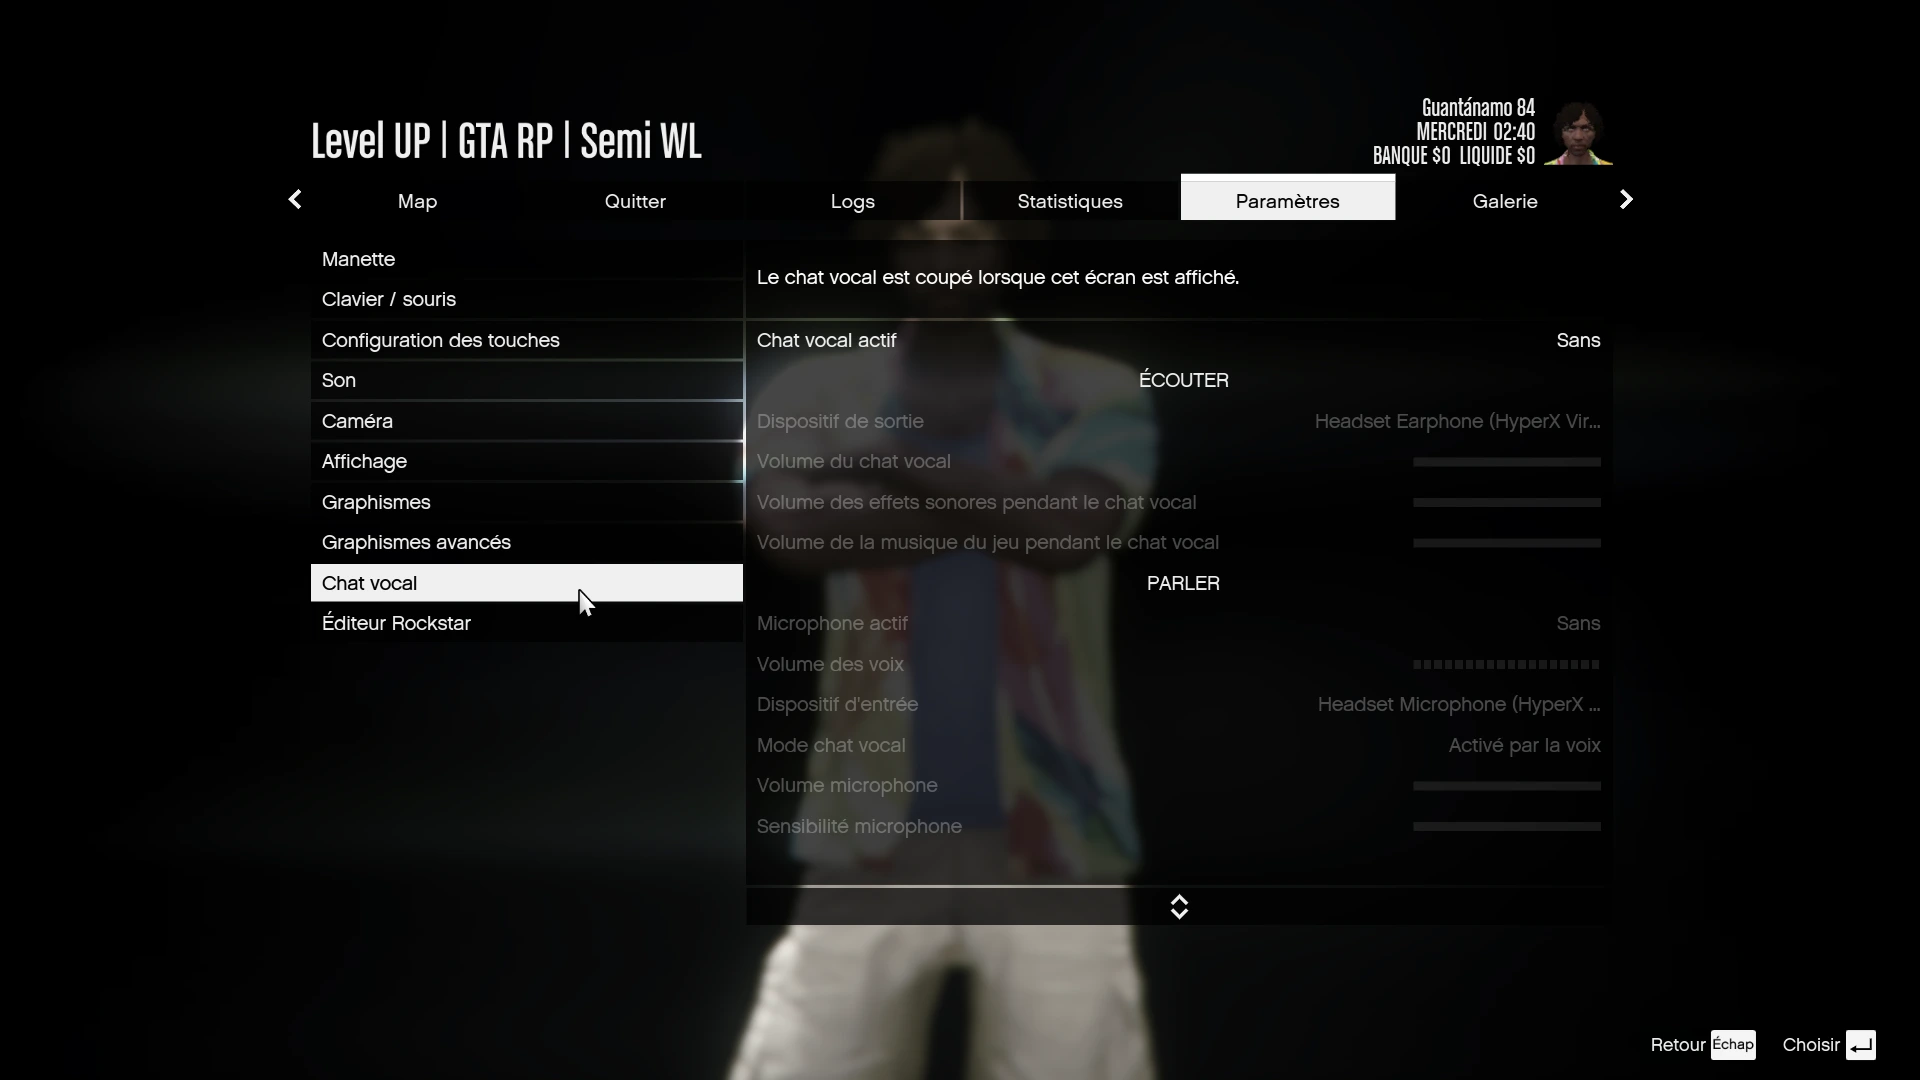 Level UP | GTA RP | Semi WL
Guantánamo 84
MERCREDI 02:40
BANQUE $0 LIQUIDE $0
Map
Quitter
Logs
Statistiques
Paramètres
Galerie
Manette
Clavier / souris
Configuration des touches
Son
Caméra
Affichage
Graphismes
Graphismes avancés
Chat vocal
Éditeur Rockstar
Le chat vocal est coupé lorsque cet écran est affiché.
Chat vocal actif Sans
ÉCOUTER
Dispositif de sortie Headset Earphone (HyperX Vir...
Volume du chat vocal
Volume des effets sonores pendant le chat vocal
Volume de la musique du jeu pendant le chat vocal
PARLER
Microphone actif Sans
Volume des voix
Dispositif d'entrée Headset Microphone (HyperX ...
Mode chat vocal Activé par la voix
Volume microphone
Sensibilité microphone
Retour Échap Choisir